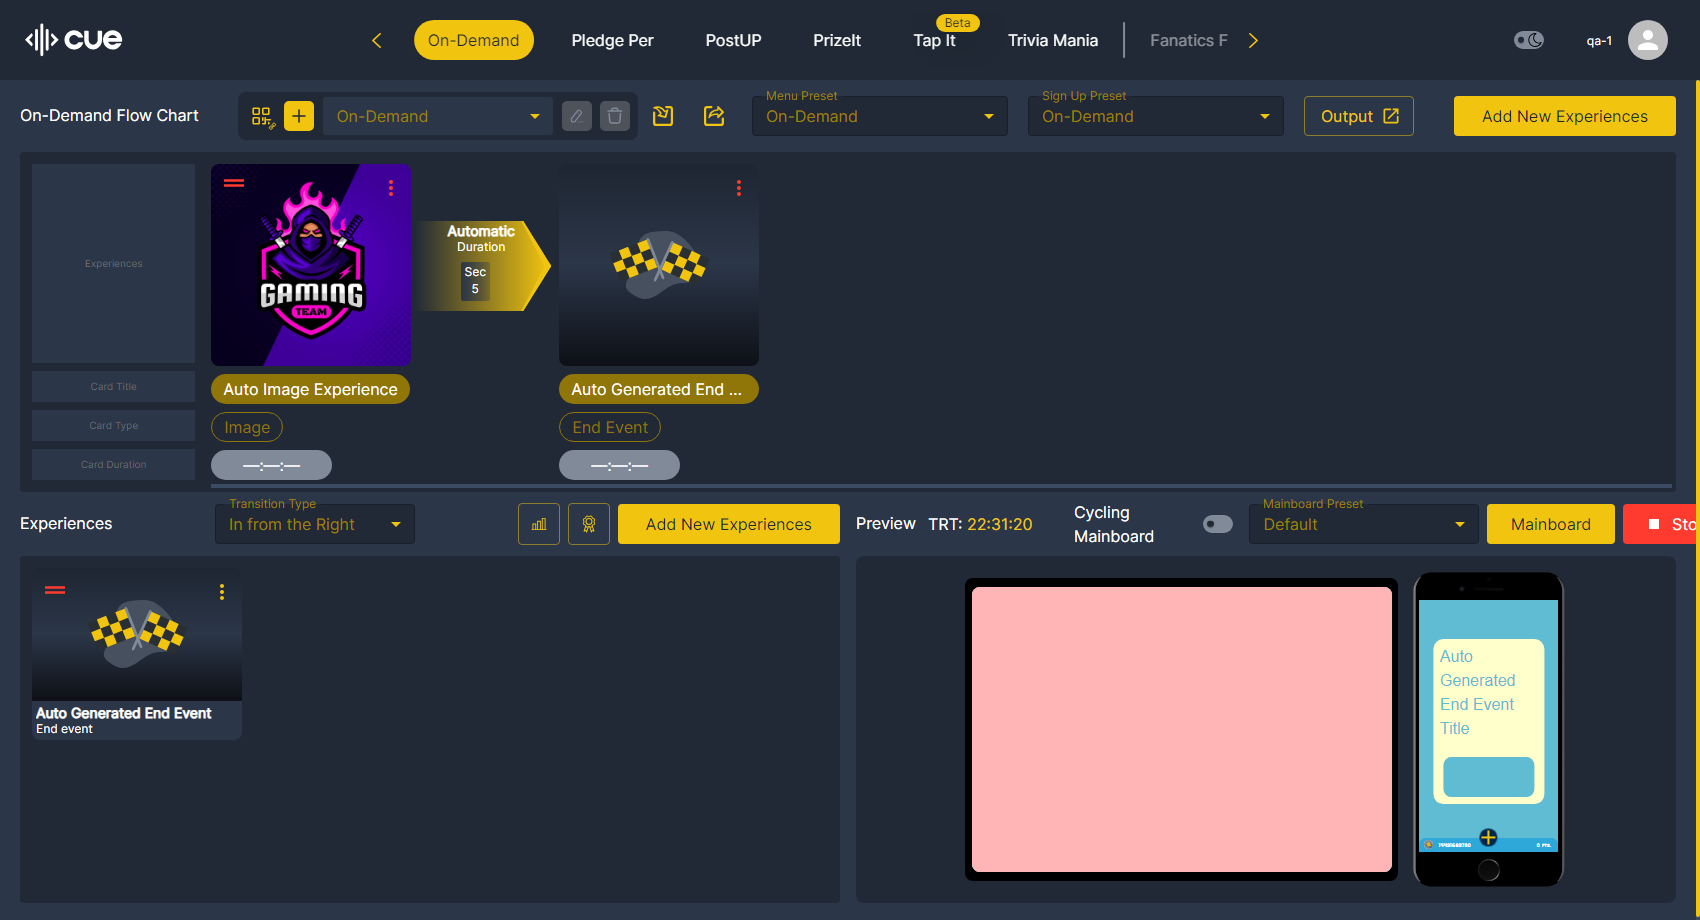 cue
On-Demand
Pledge Per
PostUP
PrizeIt
Beta
Tap It
Trivia Mania
Fanatics F
qa-1
On-Demand Flow Chart
On-Demand
Menu Preset
On-Demand
Sign Up Preset
On-Demand
Output
Add New Experiences
Experiences
GAMING
TEAM
Automatic
Duration
Sec
5
Card Title
Auto Image Experience
Auto Generated End ...
Card Type
Image
End Event
Card Duration
—:—:—
—:—:—
Experiences
Transition Type
In from the Right
Add New Experiences
Preview
TRT: 22:31:20
Cycling
Mainboard
Mainboard Preset
Default
Mainboard
Sto
Auto Generated End Event
End event
Auto
Generated
End Event
Title
0 Pts.